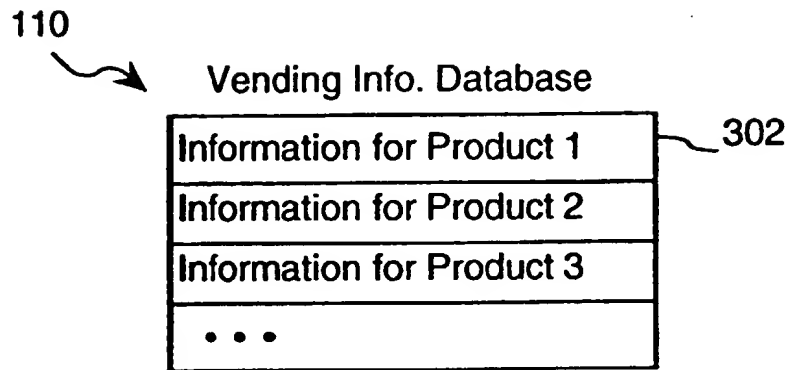 110
Vending Info. Database
Information for Product 1
302
Information for Product 2
Information for Product 3
• • •